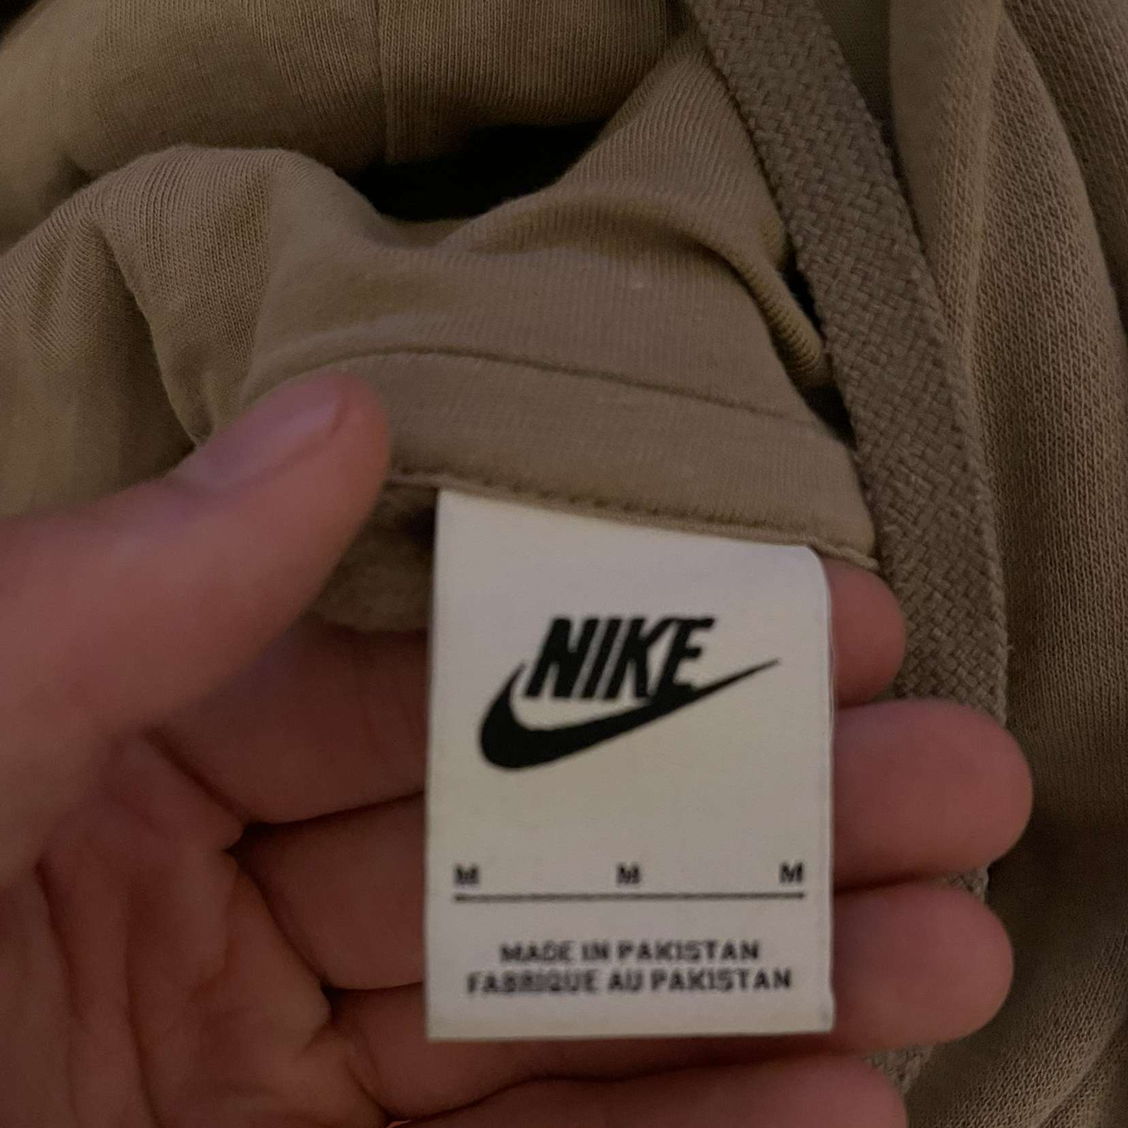 NIKE
M M M
MADE IN PAKISTAN
FABRIQUE AU PAKISTAN